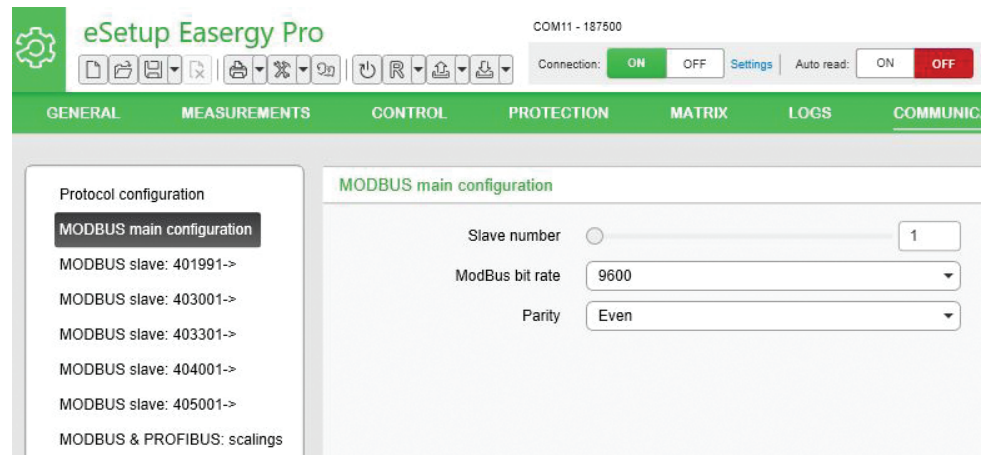 eSetup Easergy Pro
COM11 - 187500
Connection: ON OFF Settings Auto read: ON OFF
GENERAL MEASUREMENTS CONTROL PROTECTION MATRIX LOGS COMMUNIC
Protocol configuration
MODBUS main configuration
MODBUS slave: 401991->
MODBUS slave: 403001->
MODBUS slave: 403301->
MODBUS slave: 404001->
MODBUS slave: 405001->
MODBUS & PROFIBUS: scalings
MODBUS main configuration
Slave number 1
ModBus bit rate 9600
Parity Even